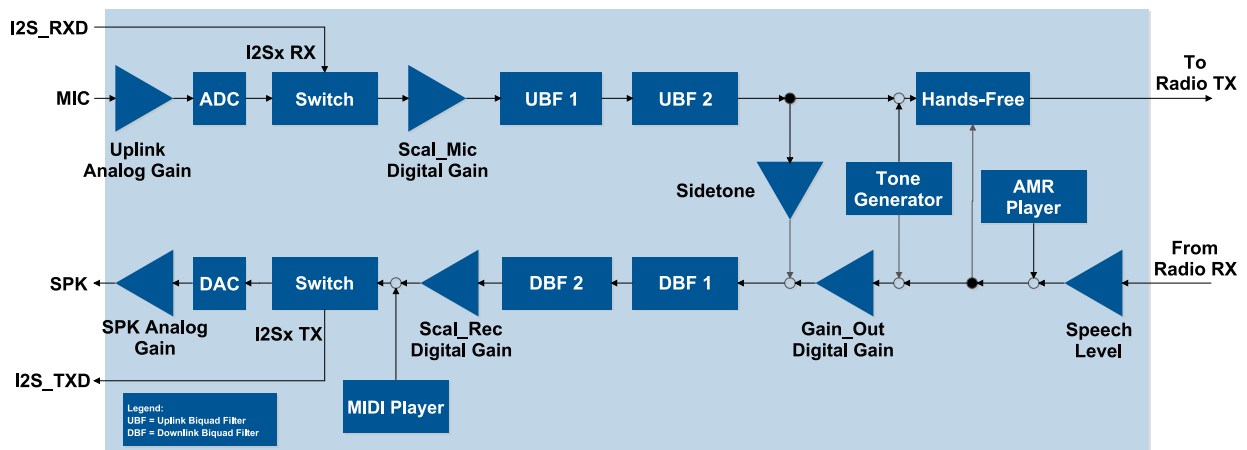 I2S_RXD
I2Sx RX
MIC
ADC
Switch
UBF 1
UBF 2
Hands-Free
To
Radio TX
Uplink
Analog Gain
Scal_Mic
Digital Gain
Sidetone
Tone
Generator
AMR
Player
From
Radio RX
SPK
DAC
Switch
DBF 2
DBF 1
SPK Analog
Gain
I2Sx TX
Scal_Rec
Digital Gain
Gain_Out
Digital Gain
Speech
Level
I2S_TXD
MIDI Player
Legend:
UBF = Uplink Biquad Filter
DBF = Downlink Biquad Filter